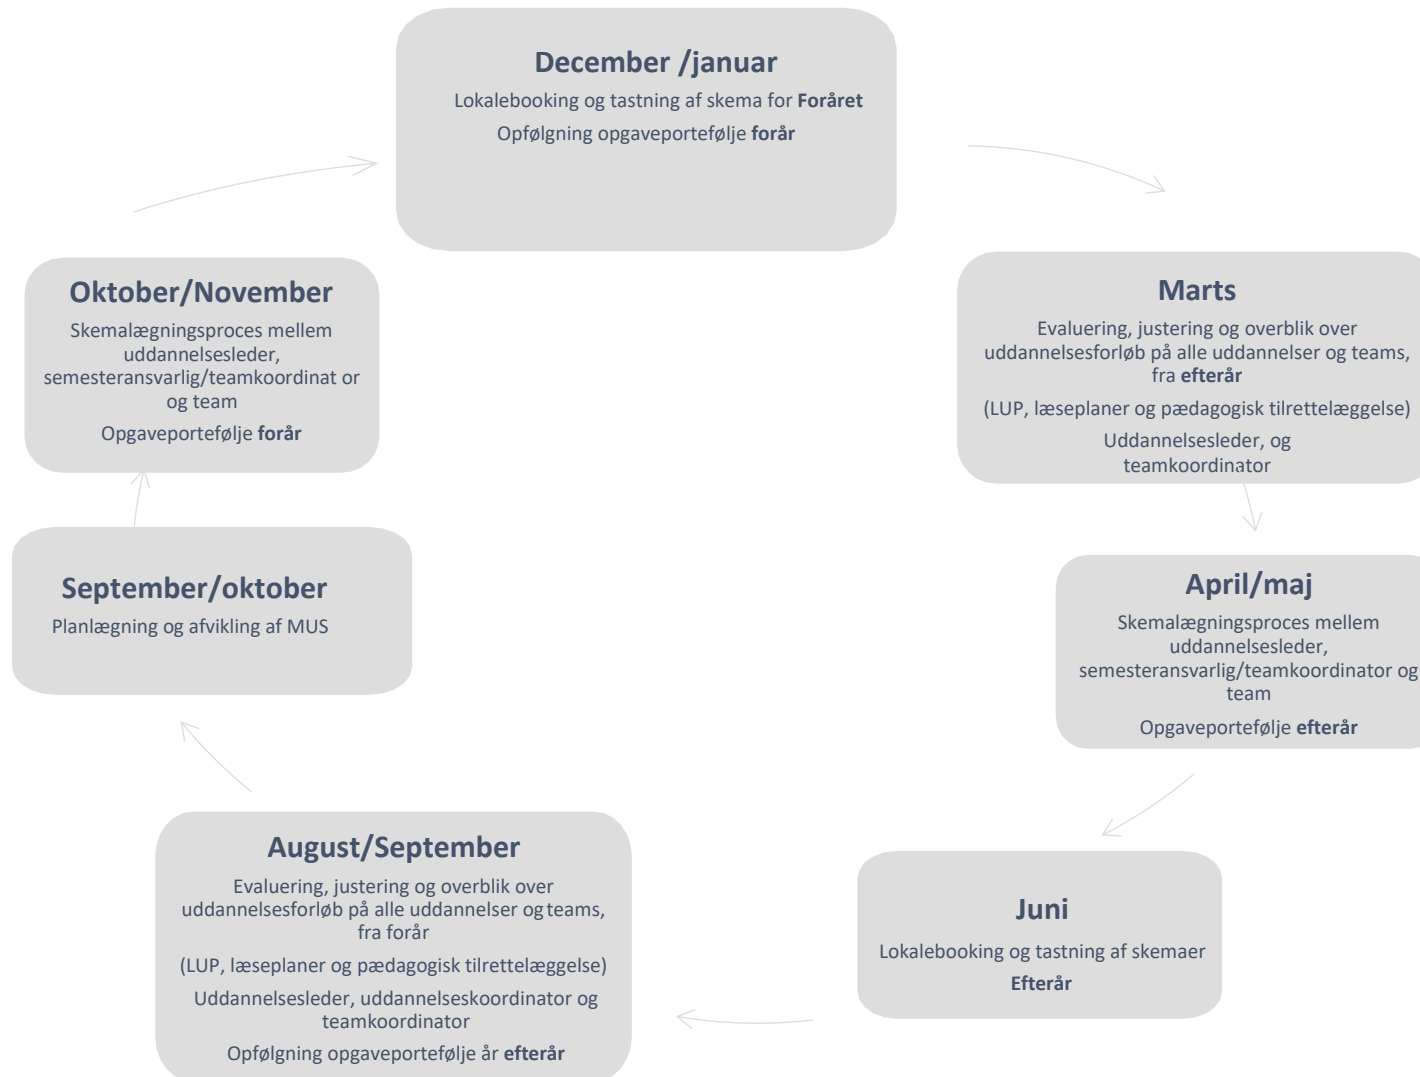 December /januar
Lokalebooking og tastning af skema for Foråret
Opfølgning opgaveportefølje forår
Marts
Evaluering, justering og overblik over
uddannelsesforløb på alle uddannelser og teams,
fra efterår
(LUP, læseplaner og pædagogisk tilrettelæggelse)
Uddannelsesleder, og
teamkoordinator
April/maj
Skemalægningsproces mellem
uddannelsesleder,
semesteransvarlig/teamkoordinator og
team
Opgaveportefølje efterår
Juni
Lokalebooking og tastning af skemaer
Efterår
August/September
Evaluering, justering og overblik over
uddannelsesforløb på alle uddannelser og teams,
fra forår
(LUP, læseplaner og pædagogisk tilrettelæggelse)
Uddannelsesleder, uddannelseskoordinator og
teamkoordinator
Opfølgning opgaveportefølje år efterår
September/oktober
Planlægning og afvikling af MUS
Oktober/November
Skemalægningsproces mellem
uddannelsesleder,
semesteransvarlig/teamkoordinat or
og team
Opgaveportefølje forår